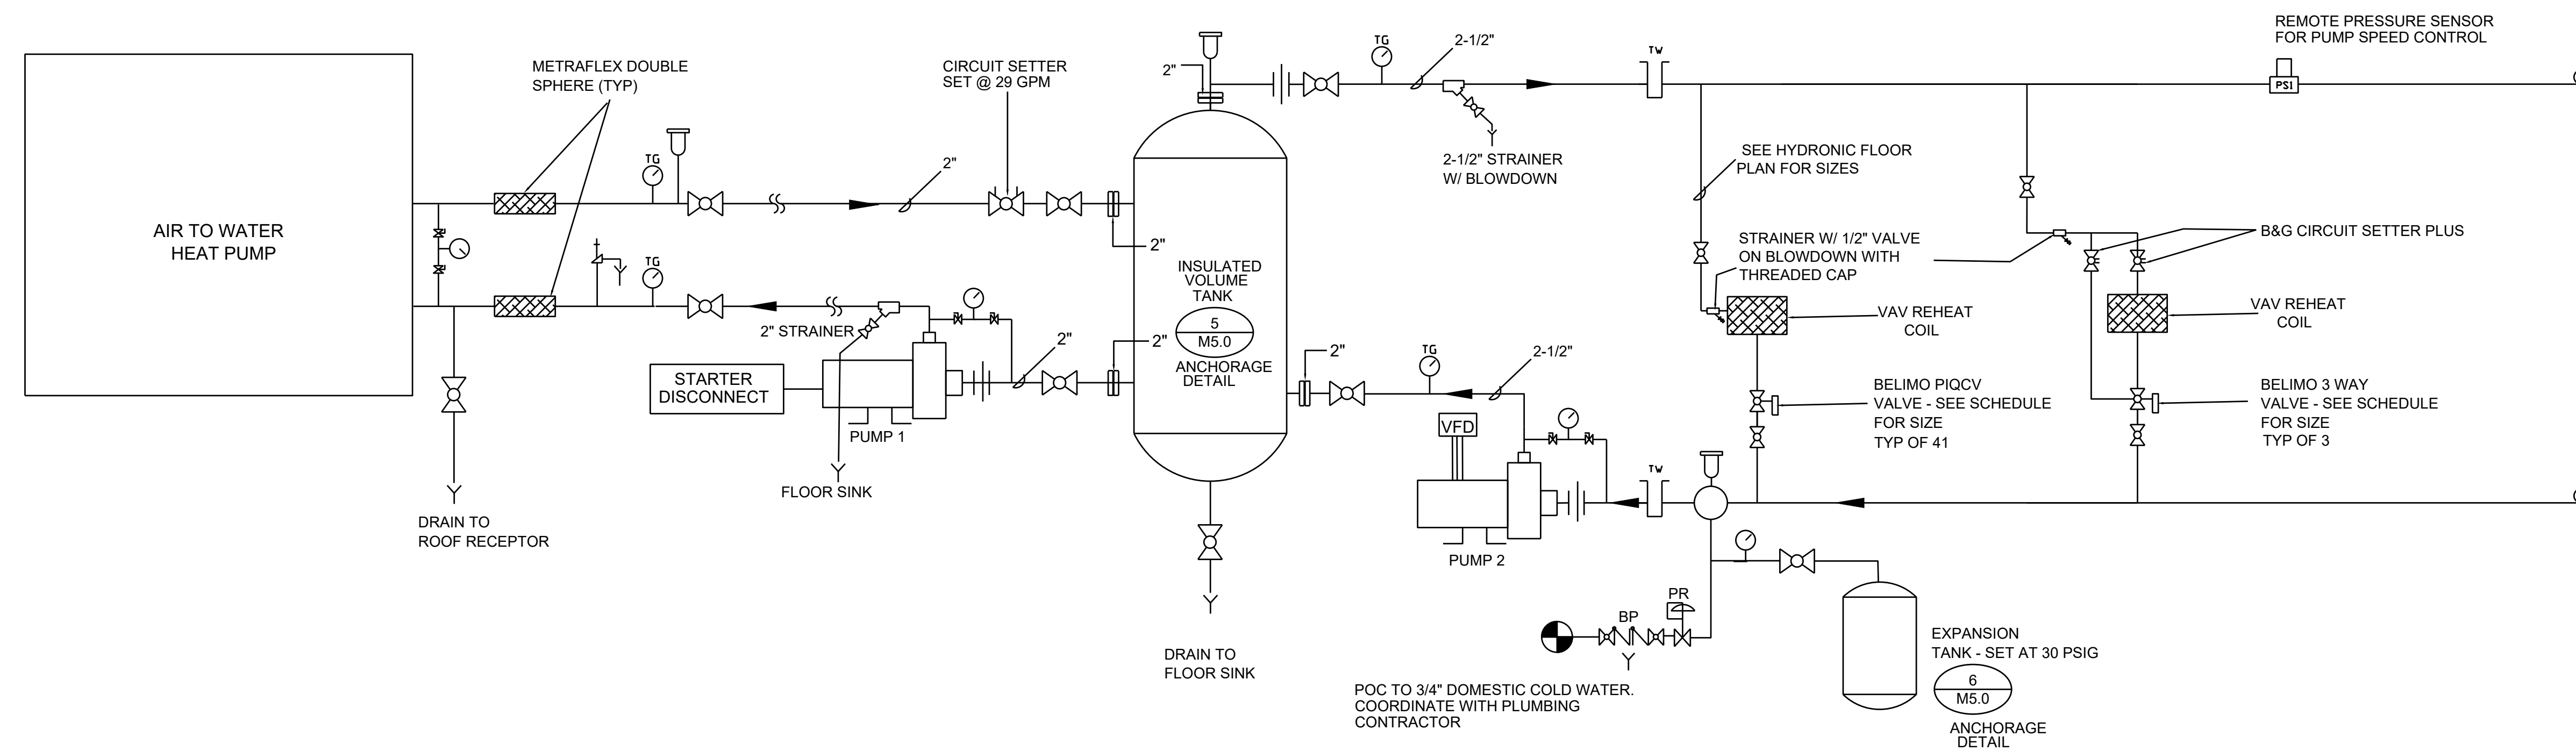 AIR TO WATER
HEAT PUMP
METRAFLEX DOUBLE
SPHERE (TYP)
TG
2"
CIRCUIT SETTER
SET @ 29 GPM
2"
TG
2" STRAINER
STARTER
DISCONNECT
PUMP 1
2"
2"
FLOOR SINK
DRAIN TO
ROOF RECEPTOR
2"
INSULATED
VOLUME
TANK
5
M5.0
ANCHORAGE
DETAIL
DRAIN TO
FLOOR SINK
TG
2-1/2"
2-1/2" STRAINER
W/ BLOWDOWN
TW
2"
TG
2-1/2"
VFD
PUMP 2
TW
SEE HYDRONIC FLOOR
PLAN FOR SIZES
STRAINER W/ 1/2" VALVE
ON BLOWDOWN WITH
THREADED CAP
VAV REHEAT
COIL
BELIMO PIQCV
VALVE - SEE SCHEDULE
FOR SIZE
TYP OF 41
REMOTE PRESSURE SENSOR
FOR PUMP SPEED CONTROL
PS1
B&G CIRCUIT SETTER PLUS
VAV REHEAT
COIL
BELIMO 3 WAY
VALVE - SEE SCHEDULE
FOR SIZE
TYP OF 3
BP
PR
POC TO 3/4" DOMESTIC COLD WATER.
COORDINATE WITH PLUMBING
CONTRACTOR
EXPANSION
TANK - SET AT 30 PSIG
6
M5.0
ANCHORAGE
DETAIL